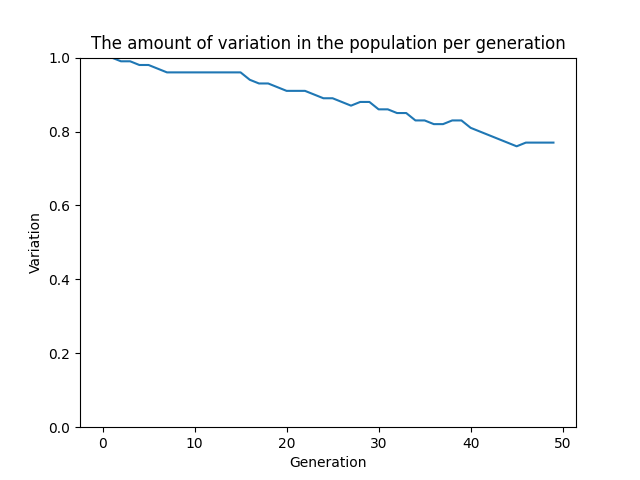 The amount of variation in the population per generation
1.0
0.8
0.6
0.4
0.2
0.0
Variation
0 10 20 30 40 50
Generation